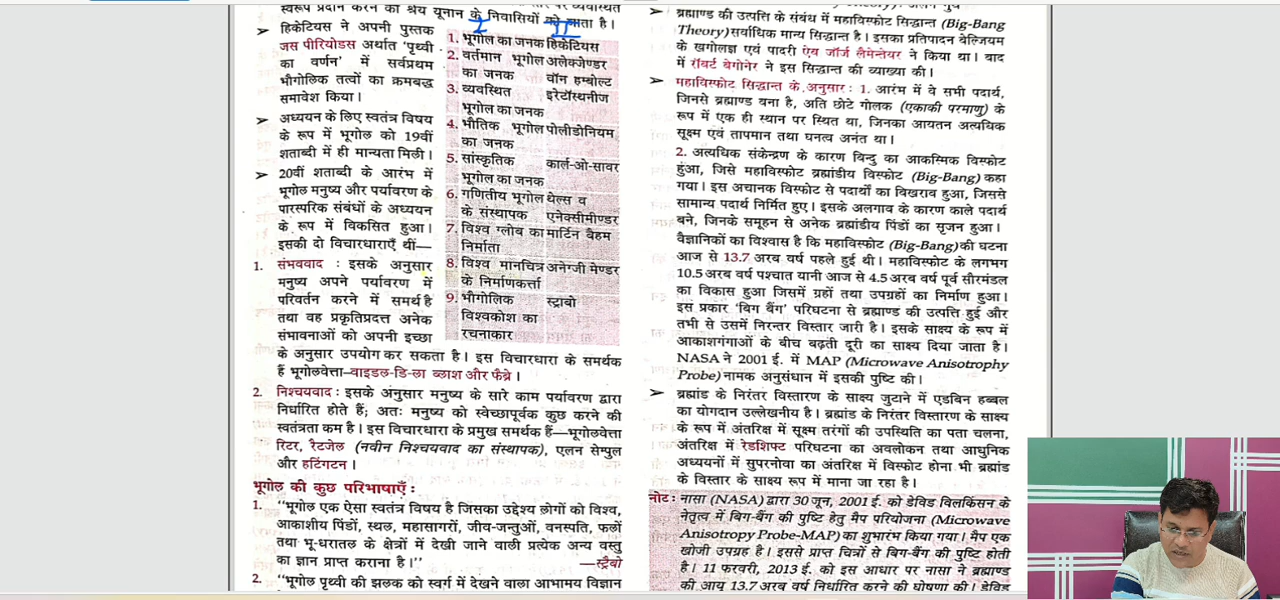 स्वरूप प्रदान करने का श्रेय यूनान के निवासियों को जाता है।
➢ हिकेटियस ने अपनी पुस्तक
जस पीरियोडस अर्थात 'पृथ्वी
का वर्णन' में सर्वप्रथम
भौगोलिक तत्वों का क्रमबद्ध
समावेश किया।
➢ अध्ययन के लिए स्वतंत्र विषय
के रूप में भूगोल को 19वीं
शताब्दी में ही मान्यता मिली।
➢ 20वीं शताब्दी के आरंभ में
भूगोल मनुष्य और पर्यावरण के
पारस्परिक संबंधों के अध्ययन
के रूप में विकसित हुआ।
इसकी दो विचारधाराएँ थीं—
1. संभववाद : इसके अनुसार
मनुष्य अपने पर्यावरण में
परिवर्तन करने में समर्थ है
तथा वह प्रकृतिप्रदत्त अनेक
संभावनाओं को अपनी इच्छा
1. भूगोल का जनक हिकेटियस
2. वर्तमान भूगोल अलेक्जेण्डर
का जनक वॉन हम्बोल्ट
3. व्यवस्थित इरेटॉस्थनीज
भूगोल का जनक
4. भौतिक भूगोल पोलीडोनियम
का जनक
5. सांस्कृतिक कार्ल-ओ-सावर
भूगोल का जनक
6. गणितीय भूगोल थेल्स व
के संस्थापक एनेक्सीमीण्डर
7. विश्व ग्लोब का मार्टिन बैहम
निर्माता
8. विश्व मानचित्र अनेग्जी मेण्डर
के निर्माणकर्त्ता
9. भौगोलिक स्ट्राबो
विश्वकोश का
रचनाकार
के अनुसार उपयोग कर सकता है। इस विचारधारा के समर्थक
हैं भूगोलवेत्ता–वाइडल-डि-ला ब्लाश और फैब्रे।
2. निश्चयवाद : इसके अनुसार मनुष्य के सारे काम पर्यावरण द्वारा
निर्धारित होते हैं; अतः मनुष्य को स्वेच्छापूर्वक कुछ करने की
स्वतंत्रता कम है। इस विचारधारा के प्रमुख समर्थक हैं—भूगोलवेत्ता
रिटर, रैटजेल (नवीन निश्चयवाद का संस्थापक), एलन सेम्पुल
और हटिंगटन।
भूगोल की कुछ परिभाषाएँ :
1. "भूगोल एक ऐसा स्वतंत्र विषय है जिसका उद्देश्य लोगों को विश्व,
आकाशीय पिंडों, स्थल, महासागरों, जीव-जन्तुओं, वनस्पति, फलों
तथा भू-धरातल के क्षेत्रों में देखी जाने वाली प्रत्येक अन्य वस्तु
का ज्ञान प्राप्त कराना है।" —स्ट्रैबो
2. "भूगोल पृथ्वी की झलक को स्वर्ग में देखने वाला आभामय विज्ञान
➢ ब्रह्माण्ड की उत्पत्ति के संबंध में महाविस्फोट सिद्धान्त (Big-Bang
Theory) सर्वाधिक मान्य सिद्धान्त है। इसका प्रतिपादन बेल्जियम
के खगोलज्ञ एवं पादरी ऐब जॉर्ज लैमेन्तेयर ने किया था। बाद
में रॉबर्ट बेगोनेर ने इस सिद्धान्त की व्याख्या की।
➢ महाविस्फोट सिद्धान्त के अनुसार : 1. आरंभ में वे सभी पदार्थ,
जिनसे ब्रह्माण्ड बना है, अति छोटे गोलक (एकाकी परमाणु) के
रूप में एक ही स्थान पर स्थित था, जिनका आयतन अत्यधिक
सूक्ष्म एवं तापमान तथा घनत्व अनंत था।
2. अत्यधिक संकेन्द्रण के कारण बिन्दु का आकस्मिक विस्फोट
हुआ, जिसे महाविस्फोट ब्रह्मांडीय विस्फोट (Big-Bang) कहा
गया। इस अचानक विस्फोट से पदार्थों का बिखराव हुआ, जिससे
सामान्य पदार्थ निर्मित हुए। इसके अलगाव के कारण काले पदार्थ
बने, जिनके समूहन से अनेक ब्रह्मांडीय पिंडों का सृजन हुआ।
वैज्ञानिकों का विश्वास है कि महाविस्फोट (Big-Bang) की घटना
आज से 13.7 अरब वर्ष पहले हुई थी। महाविस्फोट के लगभग
10.5 अरब वर्ष पश्चात यानी आज से 4.5 अरब वर्ष पूर्व सौरमंडल
का विकास हुआ जिसमें ग्रहों तथा उपग्रहों का निर्माण हुआ।
इस प्रकार 'बिग बैंग' परिघटना से ब्रह्माण्ड की उत्पत्ति हुई और
तभी से उसमें निरन्तर विस्तार जारी है। इसके साक्ष्य के रूप में
आकाशगंगाओं के बीच बढ़ती दूरी का साक्ष्य दिया जाता है।
NASA ने 2001 ई. में MAP (Microwave Anisotrophy
Probe) नामक अनुसंधान में इसकी पुष्टि की।
➢ ब्रह्मांड के निरंतर विस्तारण के साक्ष्य जुटाने में एडबिन हब्बल
का योगदान उल्लेखनीय है। ब्रह्मांड के निरंतर विस्तारण के साक्ष्य
के रूप में अंतरिक्ष में सूक्ष्म तरंगों की उपस्थिति का पता चलना,
अंतरिक्ष में रेडशिफ्ट परिघटना का अवलोकन तथा आधुनिक
अध्ययनों में सुपरनोवा का अंतरिक्ष में विस्फोट होना भी ब्रह्मांड
के विस्तार के साक्ष्य रूप में माना जा रहा है।
नोट : नासा (NASA) द्वारा 30 जून, 2001 ई. को डेविड विलकिंसन के
नेतृत्व में बिग-बैंग की पुष्टि हेतु मैप परियोजना (Microwave
Anisotropy Probe-MAP) का शुभारंभ किया गया। मैप एक
खोजी उपग्रह है। इससे प्राप्त चित्रों से बिग-बैंग की पुष्टि होती
है। 11 फरवरी, 2013 ई. को इस आधार पर नासा ने ब्रह्माण्ड
की आयु 13.7 अरब वर्ष निर्धारित करने की घोषणा की। डेविड